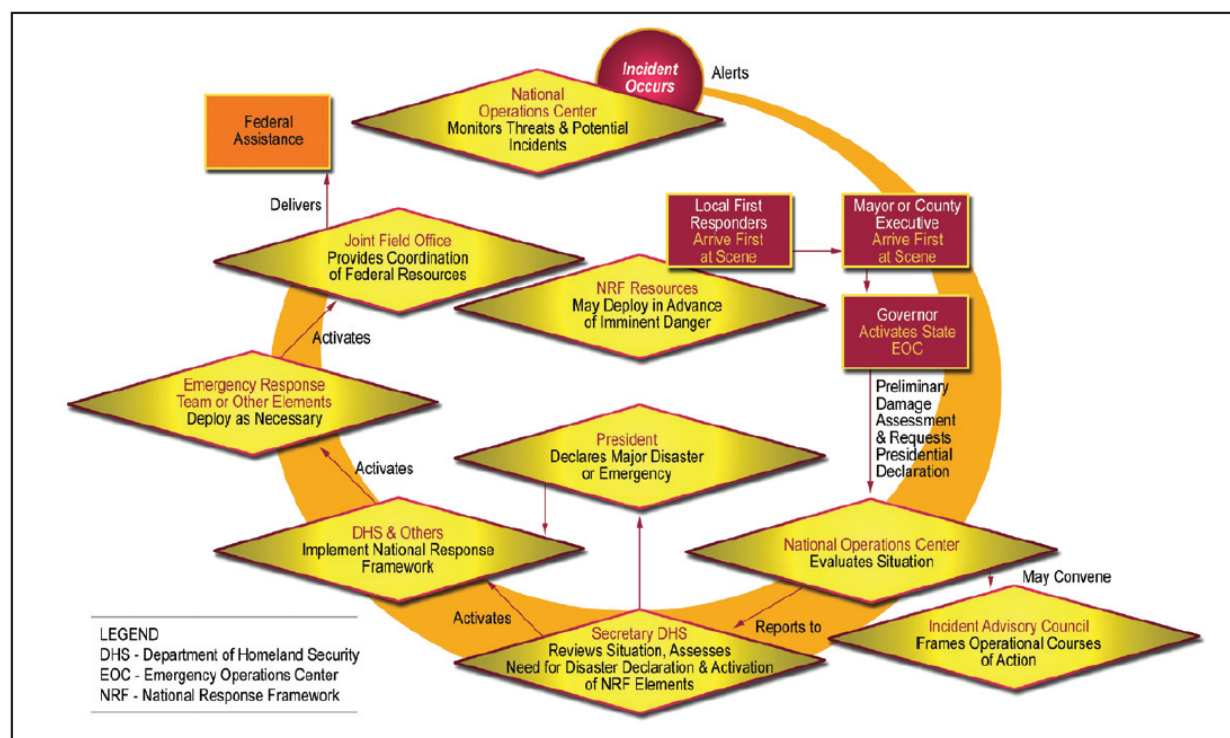 Incident
Occurs
Alerts
National
Operations Center
Monitors Threats & Potential
Incidents
Federal
Assistance
Delivers
Local First
Responders
Arrive First
at Scene
Mayor or County
Executive
Arrive First
at Scene
Joint Field Office
Provides Coordination
of Federal Resources
NRF Resources
May Deploy in Advance
of Imminent Danger
Governor
Activates State
EOC
Activates
Emergency Response
Team or Other Elements
Deploy as Necessary
Preliminary
Damage
Assessment
& Requests
Presidential
Declaration
President
Declares Major Disaster
or Emergency
Activates
DHS & Others
Implement National Response
Framework
National Operations Center
Evaluates Situation
May Convene
Activates
Reports to
Secretary DHS
Reviews Situation, Assesses
Need for Disaster Declaration & Activation
of NRF Elements
Incident Advisory Council
Frames Operational Courses
of Action
LEGEND
DHS - Department of Homeland Security
EOC - Emergency Operations Center
NRF - National Response Framework